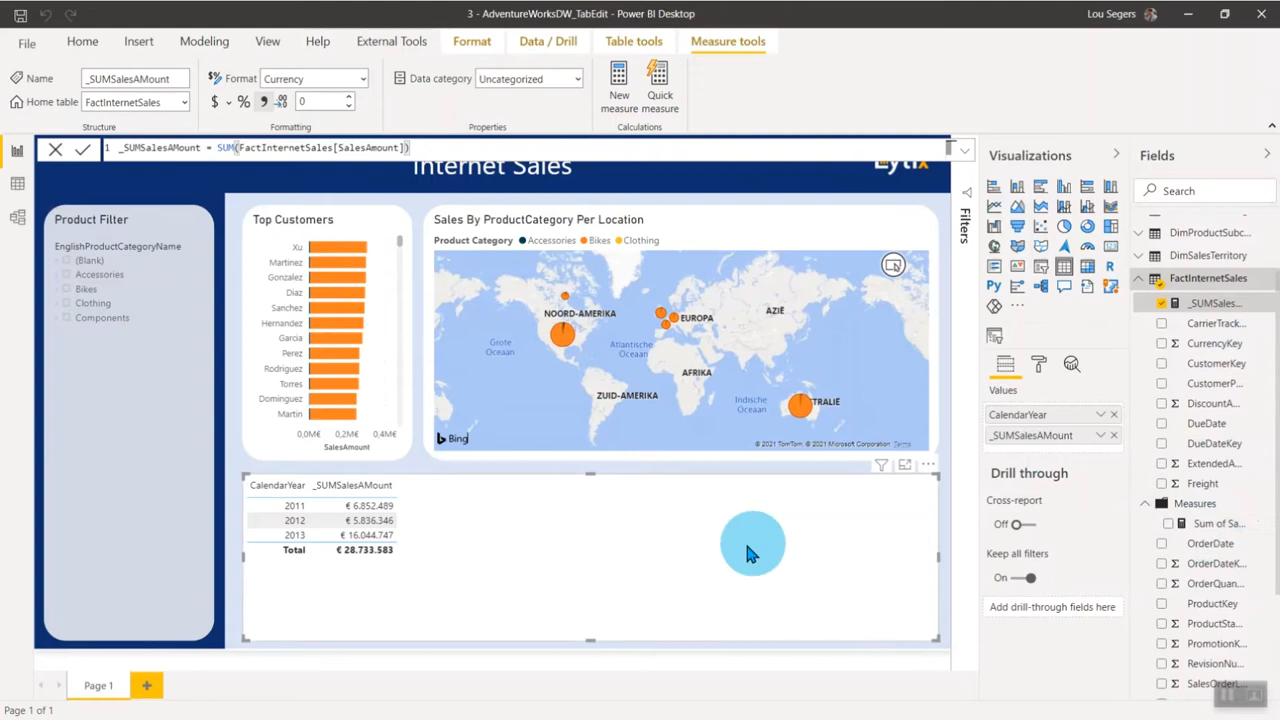 3 - AdventureWorksDW_TabEdit - Power BI Desktop
Lou Segers
File Home Insert Modeling View Help External Tools Format Data / Drill Table tools Measure tools
Name _SUMSalesAMount
Home table FactInternetSales
Structure
Format Currency
$ % 0
Formatting
Data category Uncategorized
Properties
New measure
Quick measure
Calculations
1 _SUMSalesAMount = SUM(FactInternetSales[SalesAmount])
Internet Sales
Product Filter
EnglishProductCategoryName
(Blank)
Accessories
Bikes
Clothing
Components
Top Customers
Xu
Martinez
Gonzalez
Diaz
Sanchez
Hernandez
Garcia
Perez
Rodriguez
Torres
Dominguez
Martin
0,0M€ 0,2M€ 0,4M€
SalesAmount
Sales By ProductCategory Per Location
Product Category Accessories Bikes Clothing
NOORD-AMERIKA
EUROPA
AZIË
Grote Oceaan
Atlantische Oceaan
AFRIKA
ZUID-AMERIKA
Indische Oceaan
TRALIË
Bing
© 2021 TomTom, © 2021 Microsoft Corporation Terms
CalendarYear _SUMSalesAMount
2011 € 6.852.489
2012 € 5.836.346
2013 € 16.044.747
Total € 28.733.583
Filters
Visualizations
R
Py
Values
CalendarYear
_SUMSalesAMount
Drill through
Cross-report
Off
Keep all filters
On
Add drill-through fields here
Fields
Search
DimProductSubc...
DimSalesTerritory
FactInternetSales
_SUMSales...
CarrierTrack...
CurrencyKey
CustomerKey
CustomerP...
DiscountA...
DueDate
DueDateKey
ExtendedA...
Freight
Measures
Sum of Sa...
OrderDate
OrderDateK...
OrderQuan...
ProductKey
ProductSta...
PromotionK...
RevisionNu...
SalesOrderL...
Page 1
Page 1 of 1